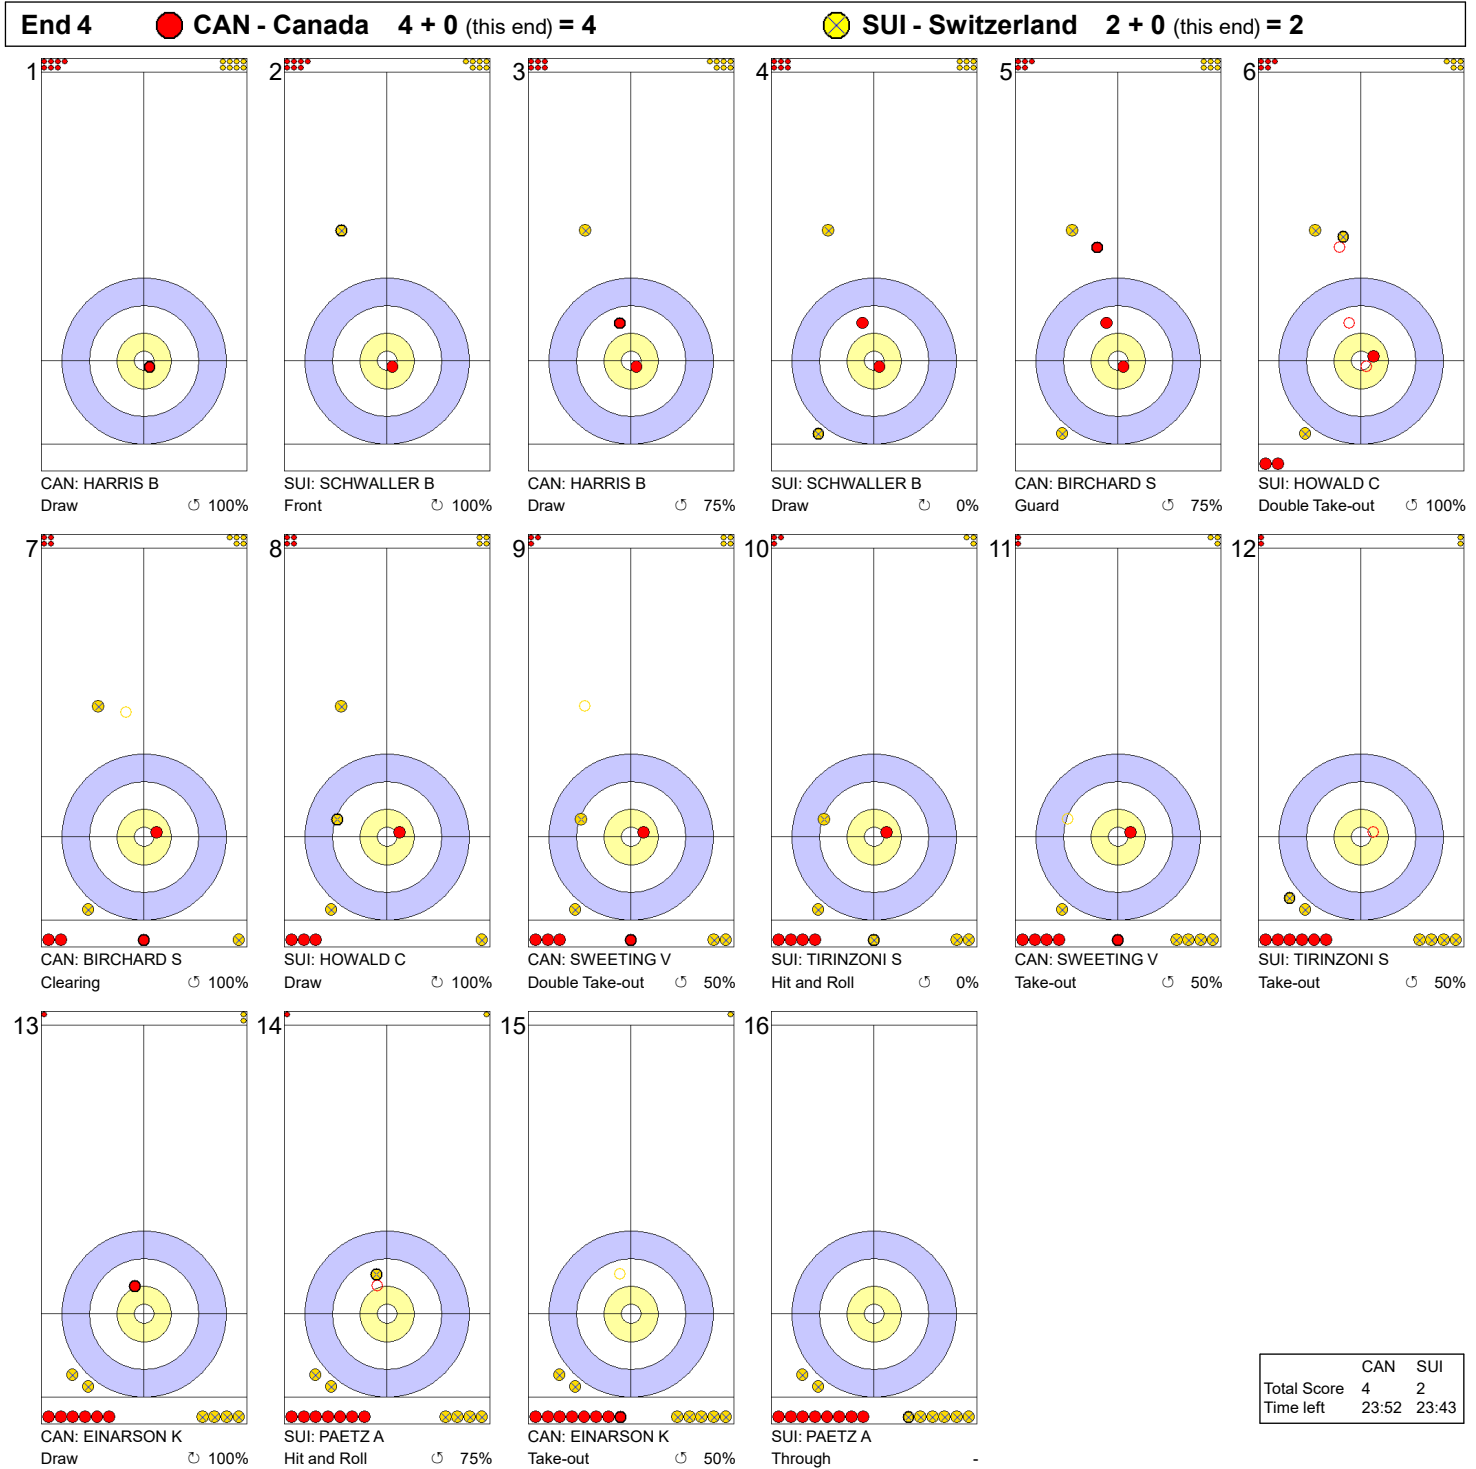 End 4 CAN - Canada 4 + 0 (this end) = 4 SUI - Switzerland 2 + 0 (this end) = 2
1 2 3 4 5 6
CAN: HARRIS B SUI: SCHWALLER B CAN: HARRIS B SUI: SCHWALLER B CAN: BIRCHARD S SUI: HOWALD C
Draw ↺ 100% Front ↻ 100% Draw ↺ 75% Draw ↻ 0% Guard ↺ 75% Double Take-out ↻ 100%
7 8 9 10 11 12
CAN: BIRCHARD S SUI: HOWALD C CAN: SWEETING V SUI: TIRINZONI S CAN: SWEETING V SUI: TIRINZONI S
Clearing ↺ 100% Draw ↻ 100% Double Take-out ↺ 50% Hit and Roll ↺ 0% Take-out ↺ 50% Take-out ↺ 50%
13 14 15 16
CAN: EINARSON K SUI: PAETZ A CAN: EINARSON K SUI: PAETZ A
Draw ↻ 100% Hit and Roll ↺ 75% Take-out ↺ 50% Through -
CAN SUI
Total Score 4 2
Time left 23:52 23:43